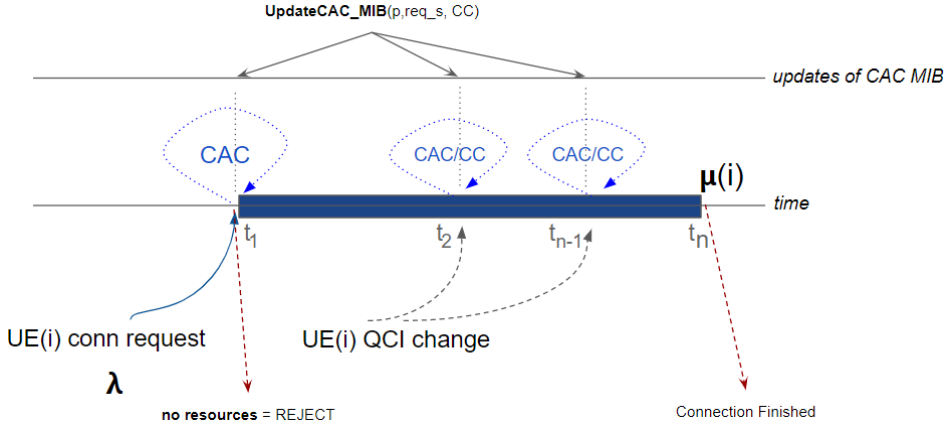 UpdateCAC_MIB(p,req_s, CC)
updates of CAC MIB
CAC
CAC/CC
CAC/CC
μ(i)
time
t1
t2
tn-1
tn
UE(i) conn request
UE(i) QCI change
λ
no resources = REJECT
Connection Finished